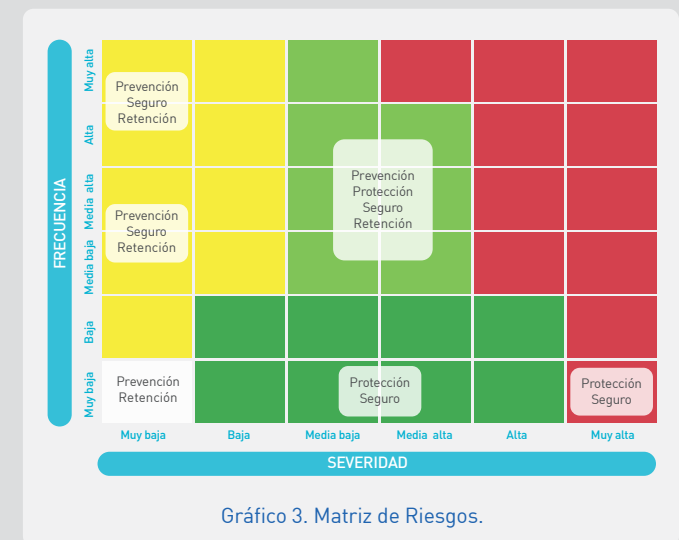 FRECUENCIA
Muy alta
Alta
Media alta
Media baja
Baja
Muy baja
Prevención
Seguro
Retención
Prevención
Seguro
Retención
Prevención
Protección
Seguro
Retención
Prevención
Retención
Protección
Seguro
Protección
Seguro
Muy baja
Baja
Media baja
Media alta
Alta
Muy alta
SEVERIDAD
Gráfico 3. Matriz de Riesgos.